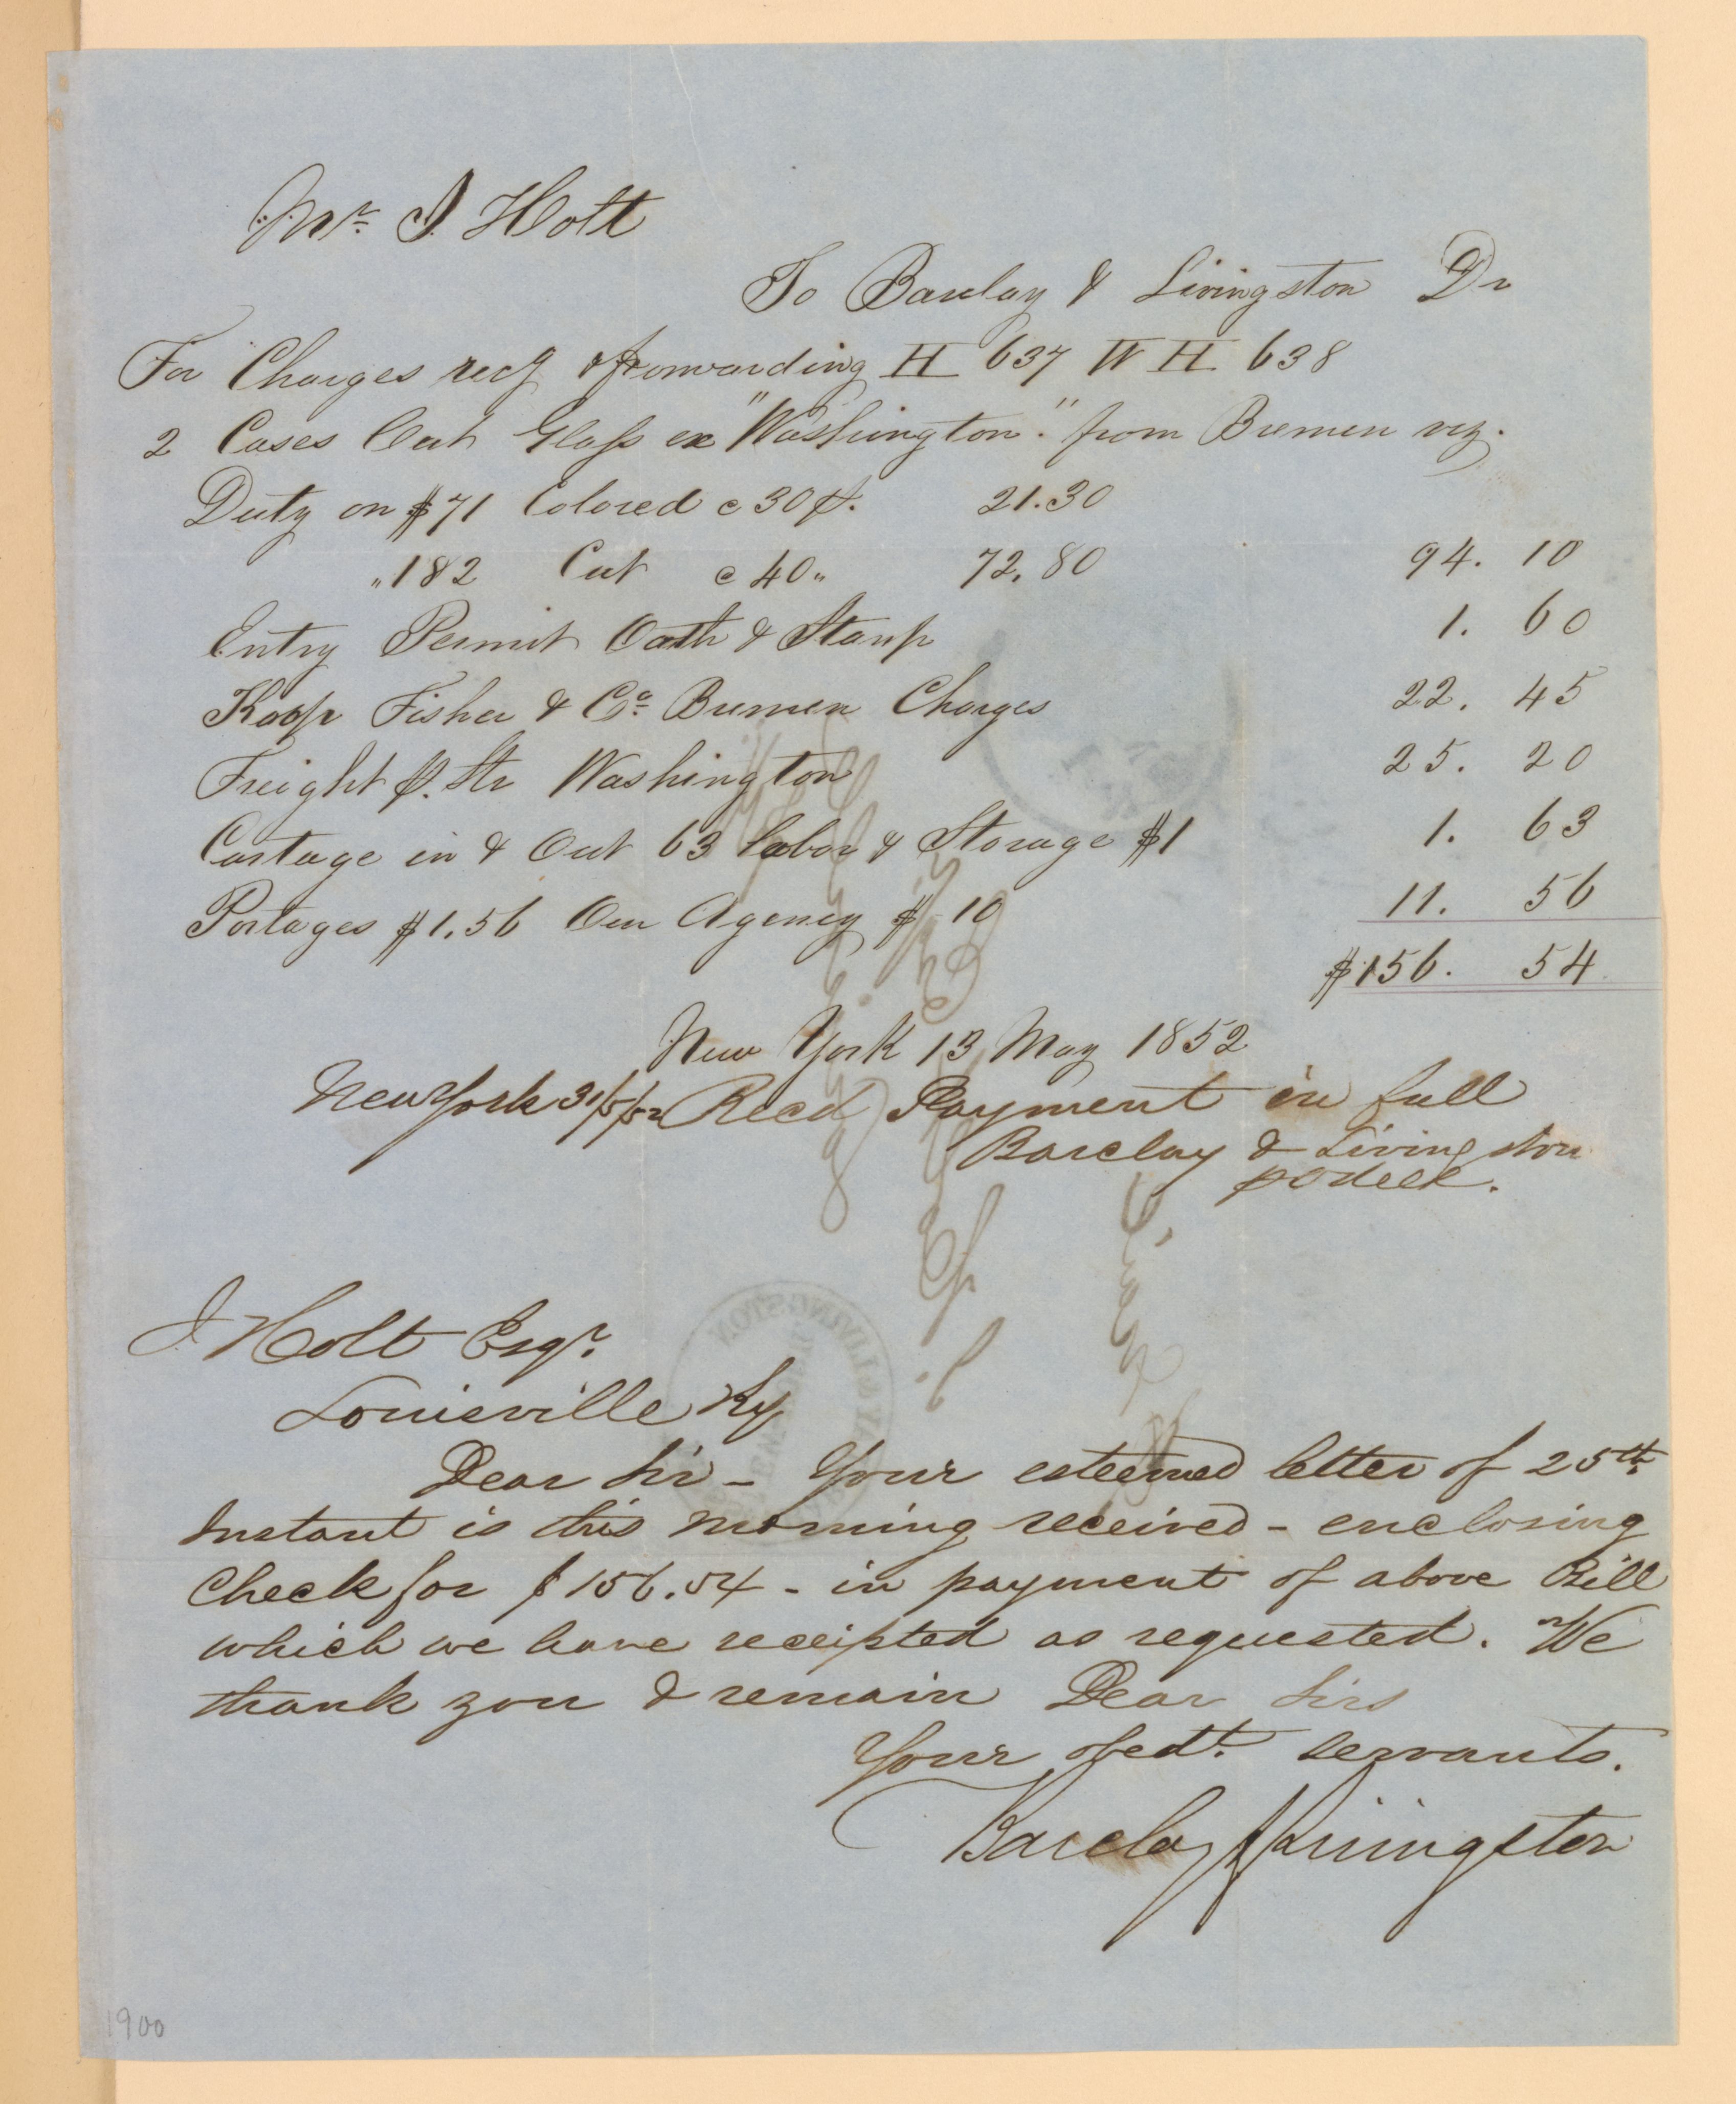 Mr. J. Holt
To Barclay & Livingston Dr
For Charges recg & forwarding H 637 W H 638
2 Cases Cut Glass ex "Washington" from Bremen viz.
Duty on $71 Colored @ 30 p. 21.30
" 182 Cut @ 40 " 72.80 94. 10
Entry Permit Oath & Stamp 1. 60
Koop Fisher & Co. Bremen Charges 22. 45
Freight p. Str Washington 25. 20
Cartage in & Out 63 Labor & Storage $1 1. 63
Portages $1.56 Our Agency $10 11. 56
$156. 54
New York 13 May 1852
New York 31/5/52 Recd Payment in full
Barclay & Livingston
J Holt Esqr.
Louisville Ky
Dear Sir - Your esteemed letter of 25th
Instant is this morning received - enclosing
Check for $156.54 - in payment of above Bill
which we have receipted as requested. We
thank you & remain Dear Sirs
Your obedt. servants.
Barclay & Livingston
1900